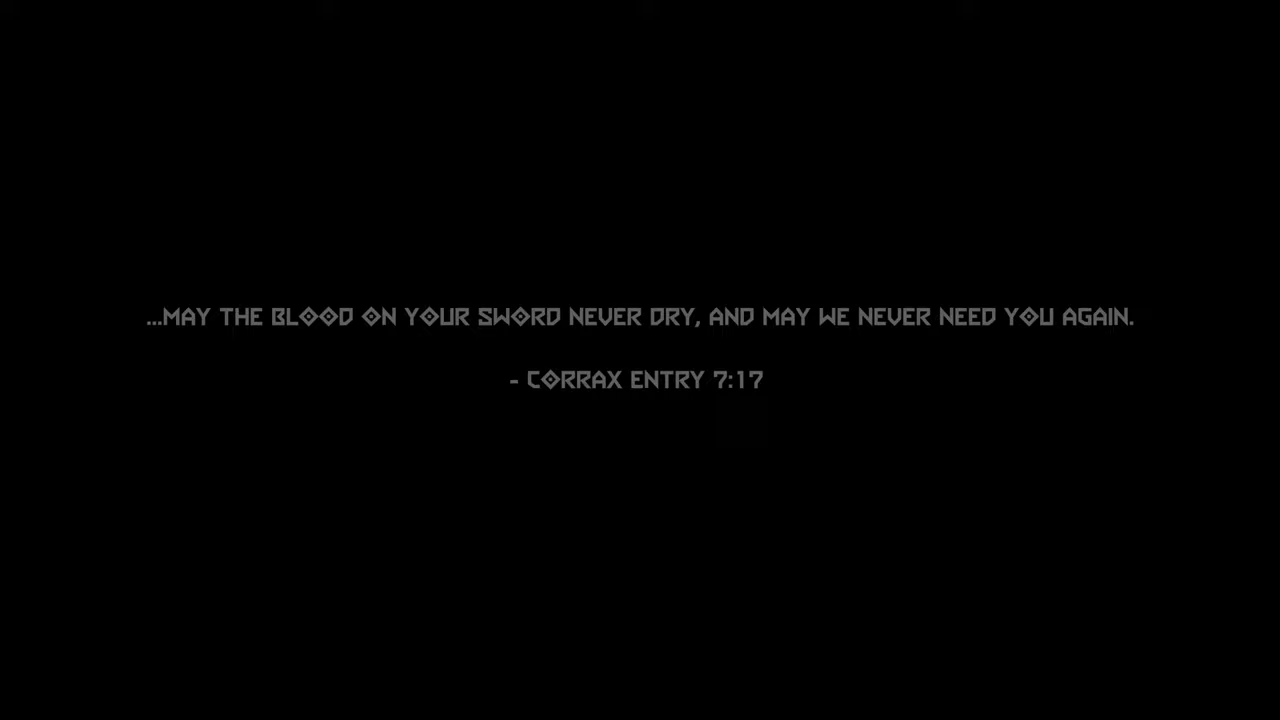 ...MAY THE BLOOD ON YOUR SWORD NEVER DRY, AND MAY WE NEVER NEED YOU AGAIN.
- CORRAX ENTRY 7:17